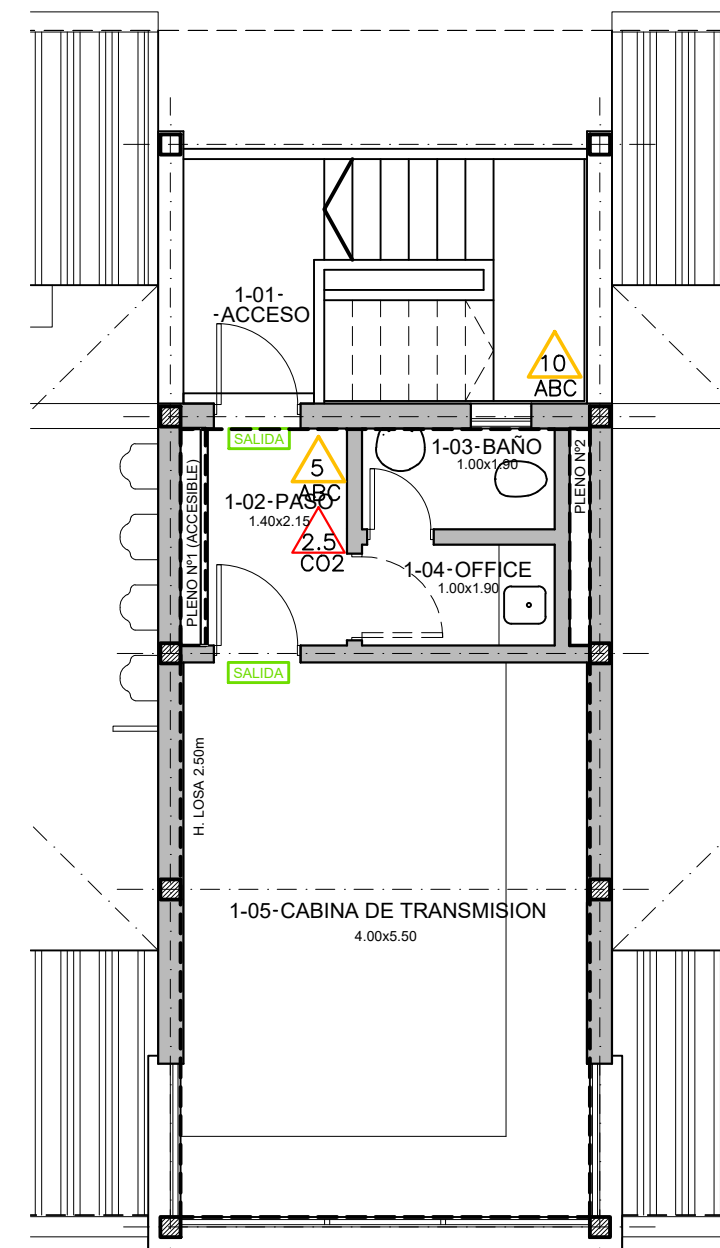 1-01-
-ACCESO
10
ABC
SALIDA
5
ABC
1-02-PASO
1.40x2.15
2.5
CO2
1-03-BAÑO
1.00x1.90
1-04-OFFICE
1.00x1.90
PLENO Nº1 (ACCESIBLE)
PLENO Nº2
SALIDA
H. LOSA 2.50m
1-05-CABINA DE TRANSMISION
4.00x5.50